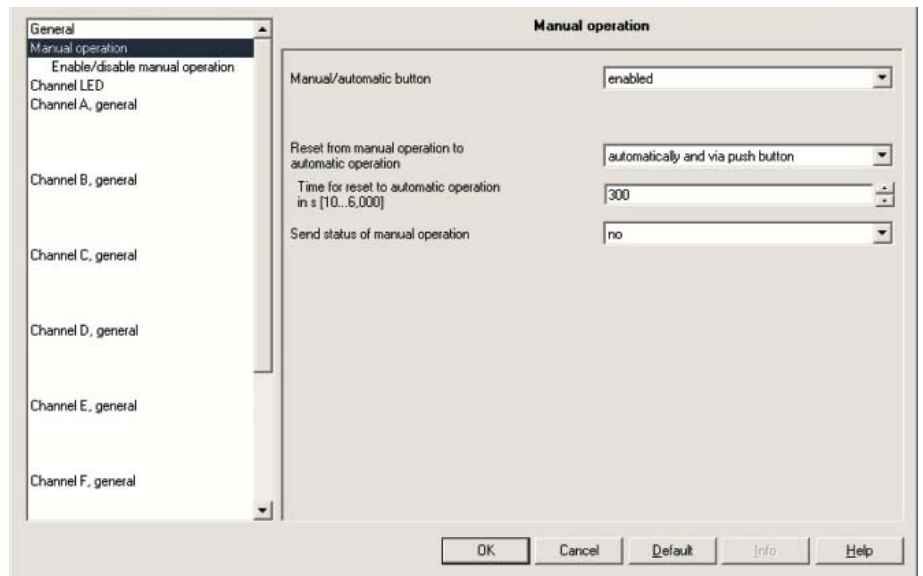 General
Manual operation
Enable/disable manual operation
Channel LED
Channel A, general
Channel B, general
Channel C, general
Channel D, general
Channel E, general
Channel F, general
Manual operation
Manual/automatic button
enabled
Reset from manual operation to
automatic operation
automatically and via push button
Time for reset to automatic operation
in s [10...6,000]
300
Send status of manual operation
no
OK
Cancel
Default
Info
Help